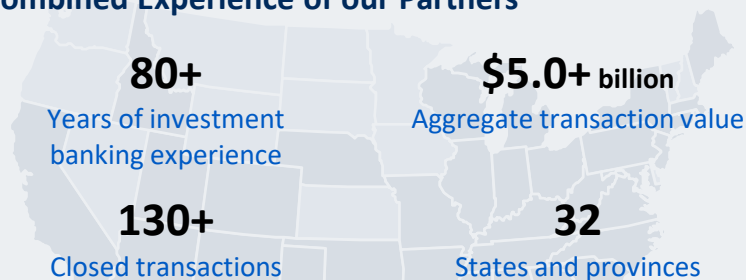 ombined Experience of our Partners
80+
Years of investment
banking experience
$5.0+ billion
Aggregate transaction value
130+
Closed transactions
32
States and provinces